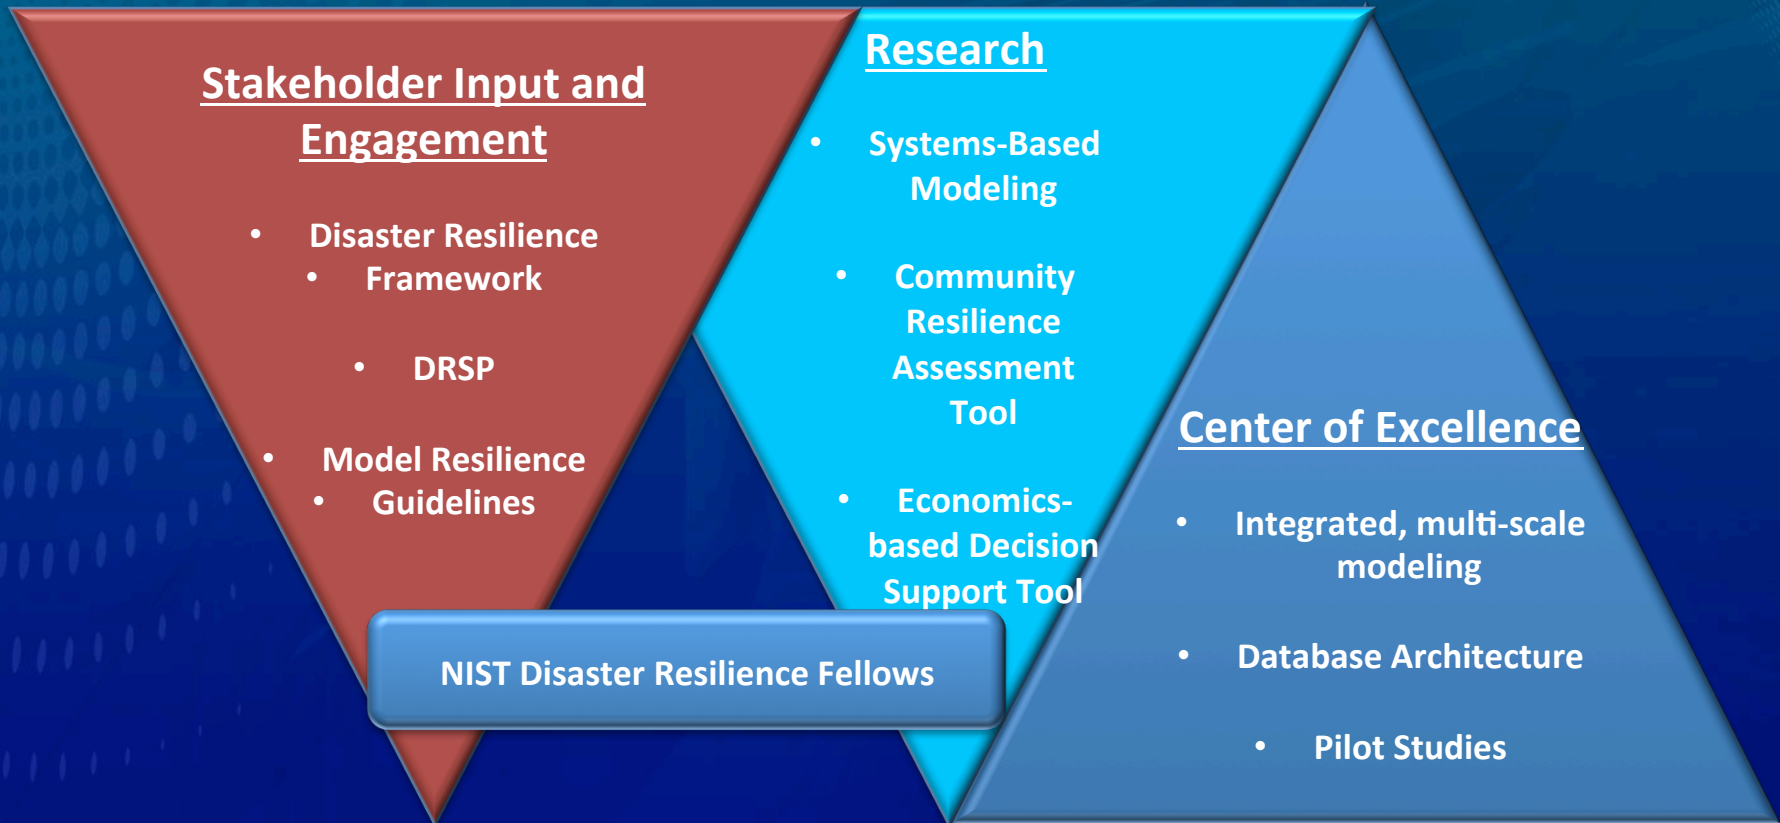 Stakeholder Input and
Engagement
• Disaster Resilience
• Framework
• DRSP
• Model Resilience
• Guidelines
Research
• Systems-Based
Modeling
• Community
Resilience
Assessment
Tool
• Economics-
based Decision
Support Tool
Center of Excellence
• Integrated, multi-scale
modeling
• Database Architecture
• Pilot Studies
NIST Disaster Resilience Fellows